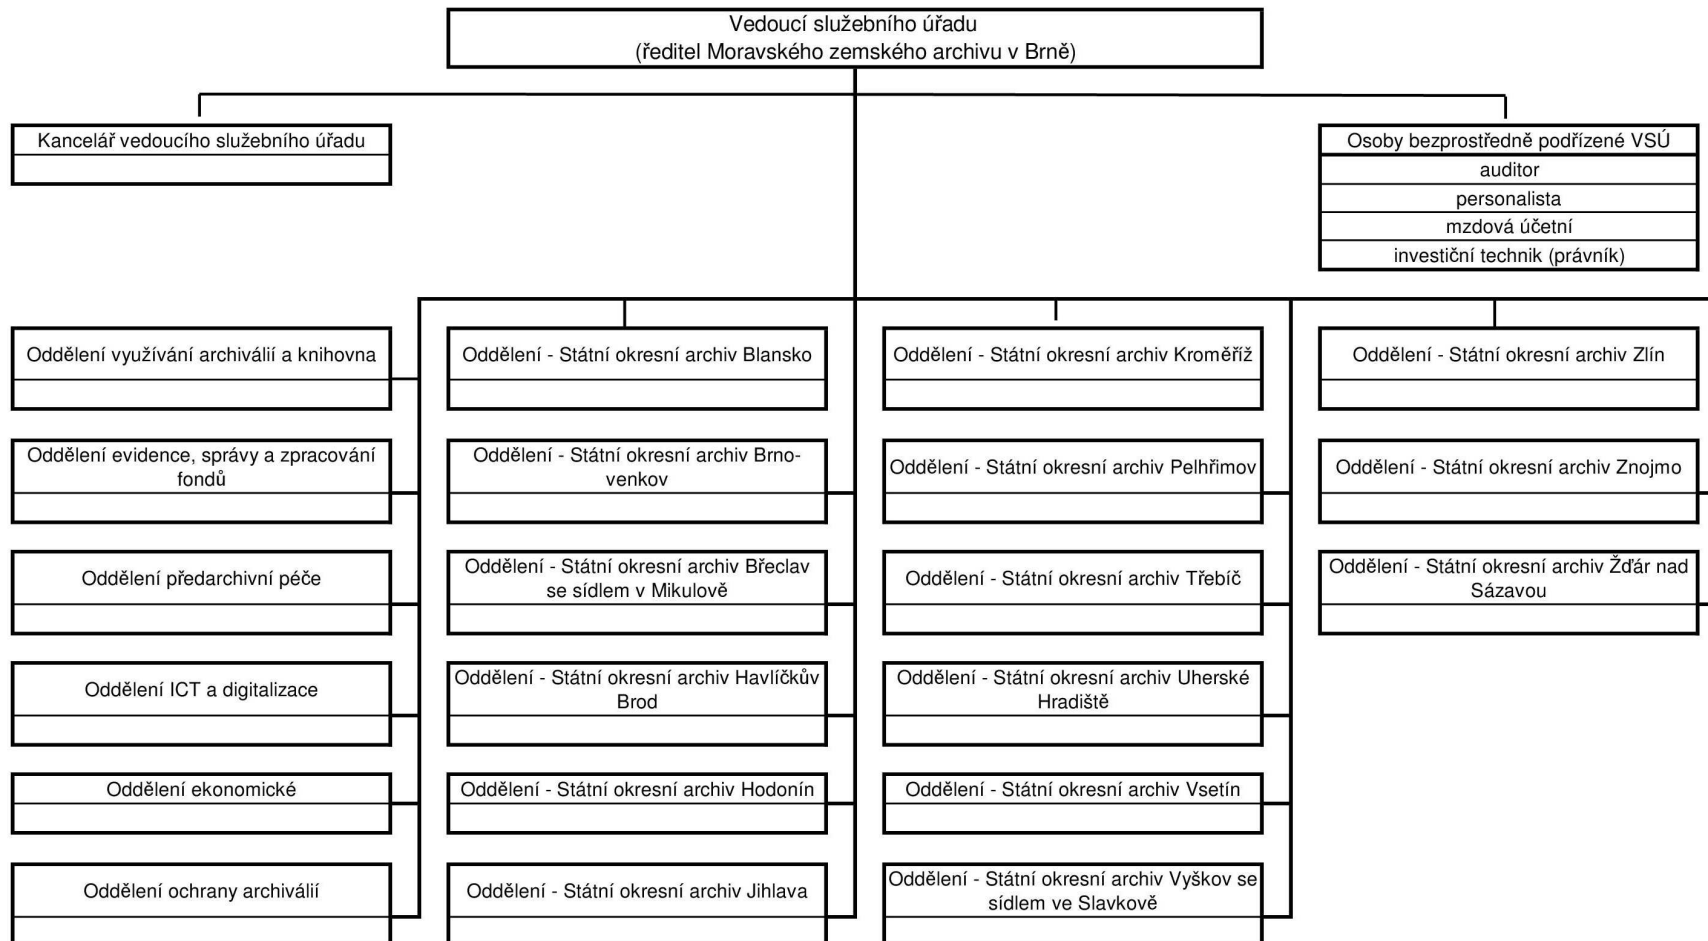 Vedoucí služebního úřadu
(ředitel Moravského zemského archivu v Brně)
Kancelář vedoucího služebního úřadu
Osoby bezprostředně podřízené VSÚ
auditor
personalista
mzdová účetní
investiční technik (právník)
Oddělení využívání archiválií a knihovna
Oddělení evidence, správy a zpracování
fondů
Oddělení předarchivní péče
Oddělení ICT a digitalizace
Oddělení ekonomické
Oddělení ochrany archiválií
Oddělení - Státní okresní archiv Blansko
Oddělení - Státní okresní archiv Brno-
venkov
Oddělení - Státní okresní archiv Břeclav
se sídlem v Mikulově
Oddělení - Státní okresní archiv Havlíčkův
Brod
Oddělení - Státní okresní archiv Hodonín
Oddělení - Státní okresní archiv Jihlava
Oddělení - Státní okresní archiv Kroměříž
Oddělení - Státní okresní archiv Pelhřimov
Oddělení - Státní okresní archiv Třebíč
Oddělení - Státní okresní archiv Uherské
Hradiště
Oddělení - Státní okresní archiv Vsetín
Oddělení - Státní okresní archiv Vyškov se
sídlem ve Slavkově
Oddělení - Státní okresní archiv Zlín
Oddělení - Státní okresní archiv Znojmo
Oddělení - Státní okresní archiv Žďár nad
Sázavou